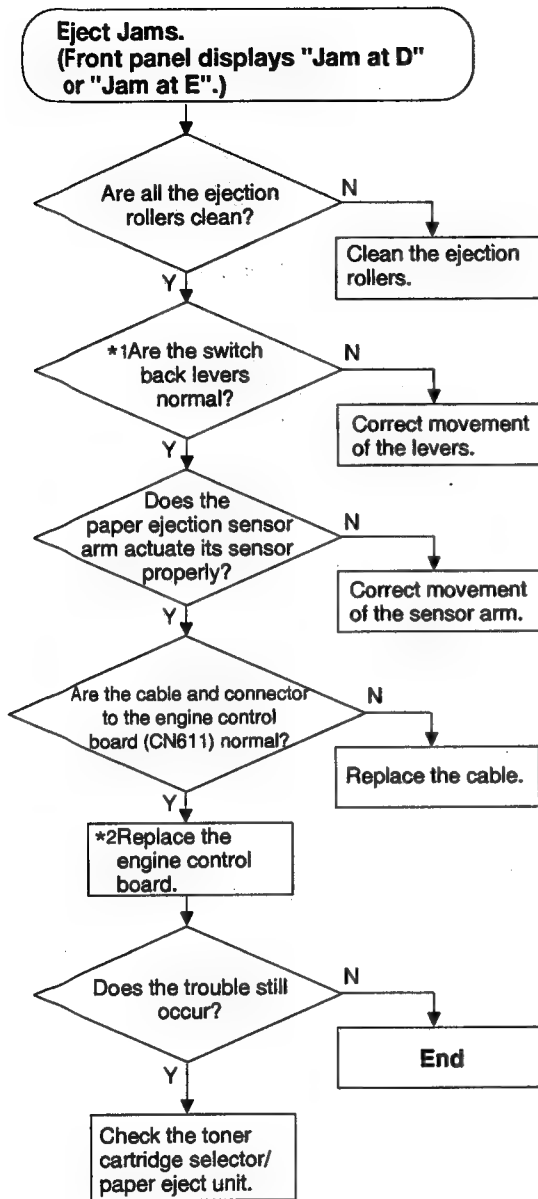 Eject Jams.
(Front panel displays "Jam at D"
or "Jam at E".)
Are all the ejection
rollers clean?
N
Clean the ejection
rollers.
Y
*1Are the switch
back levers
normal?
N
Correct movement
of the levers.
Y
Does the
paper ejection sensor
arm actuate its sensor
properly?
N
Correct movement
of the sensor arm.
Y
Are the cable and connector
to the engine control
board (CN611) normal?
N
Replace the cable.
Y
*2Replace the
engine control
board.
Does the trouble still
occur?
N
End
Y
Check the toner
cartridge selector/
paper eject unit.